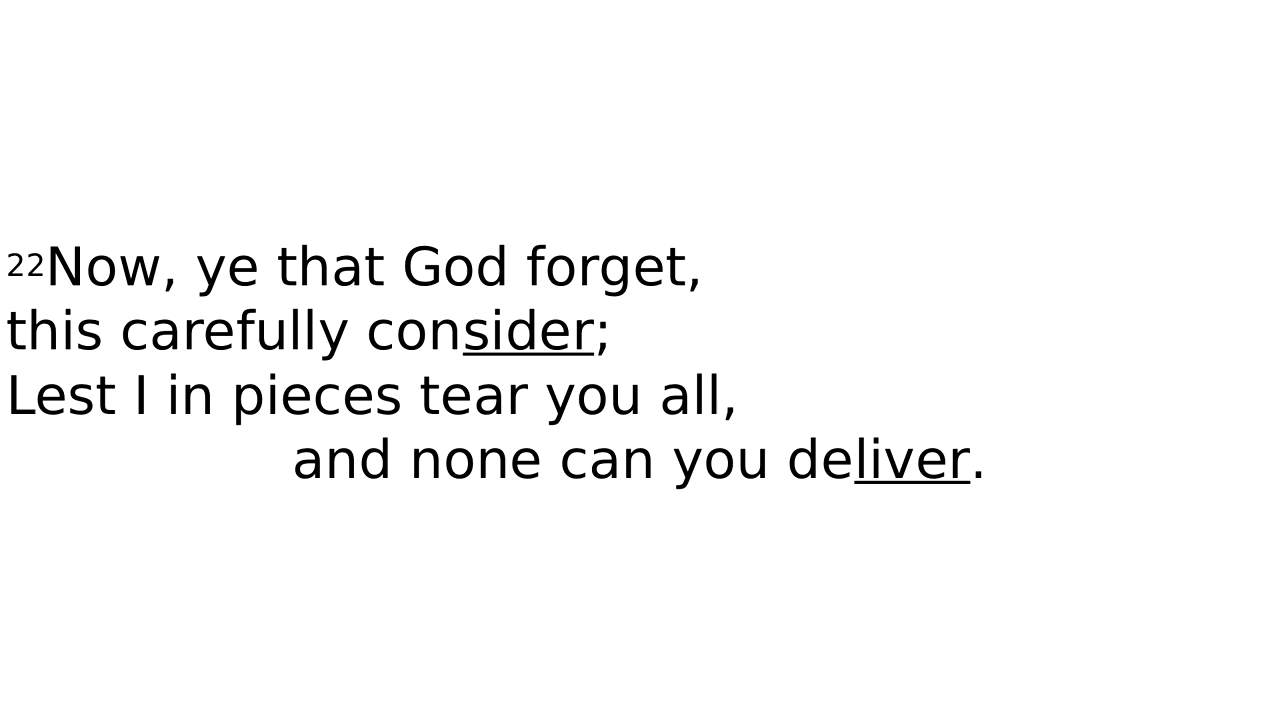 22Now, ye that God forget,
this carefully consider;
Lest I in pieces tear you all,
and none can you deliver.